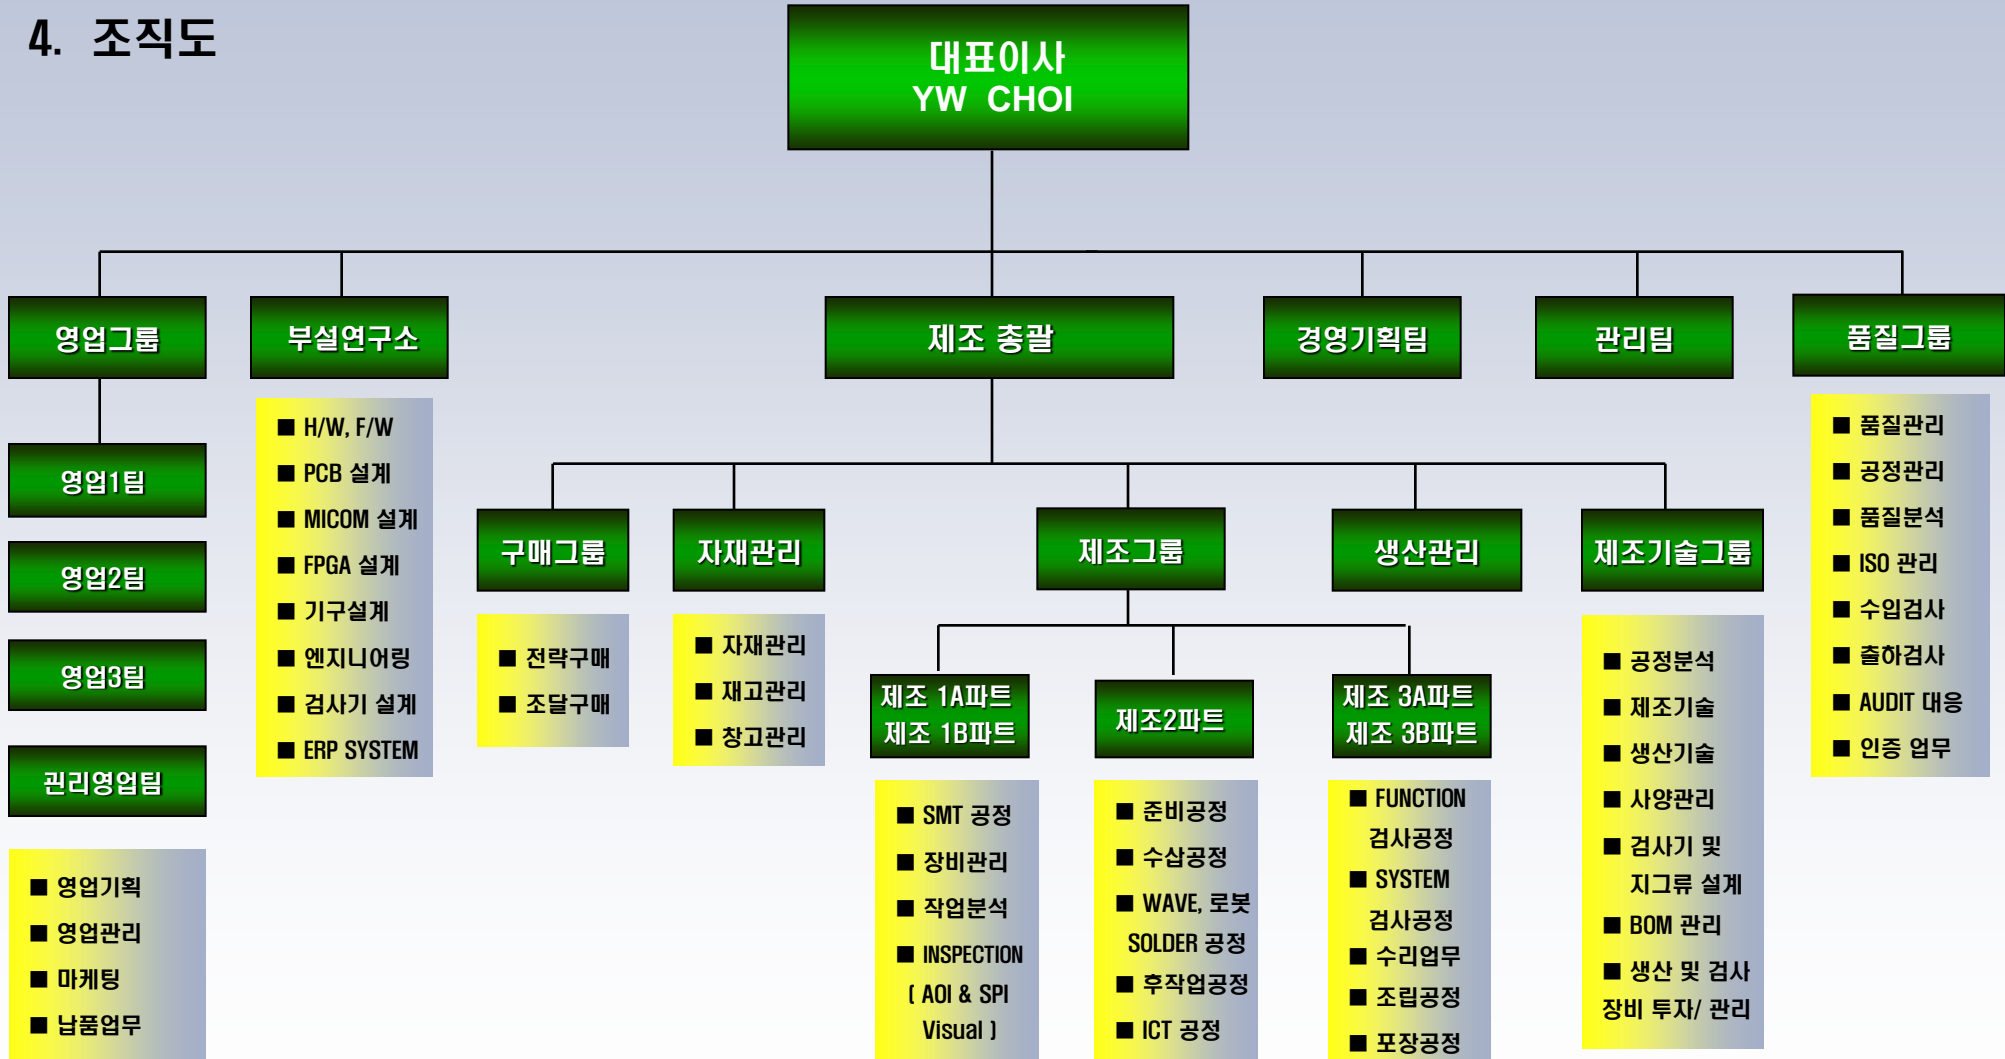 4. 조직도
대표이사
YW CHOI
영업그룹
부설연구소
제조 총괄
경영기획팀
관리팀
품질그룹
영업1팀
영업2팀
영업3팀
괸리영업팀
■ 영업기획
■ 영업관리
■ 마케팅
■ 납품업무
■ H/W, F/W
■ PCB 설계
■ MICOM 설계
■ FPGA 설계
■ 기구설계
■ 엔지니어링
■ 검사기 설계
■ ERP SYSTEM
구매그룹
자재관리
제조그룹
생산관리
제조기술그룹
■ 전략구매
■ 조달구매
■ 자재관리
■ 재고관리
■ 창고관리
제조 1A파트
제조 1B파트
제조2파트
제조 3A파트
제조 3B파트
■ SMT 공정
■ 장비관리
■ 작업분석
■ INSPECTION
( AOI & SPI
Visual )
■ 준비공정
■ 수삽공정
■ WAVE, 로봇
SOLDER 공정
■ 후작업공정
■ ICT 공정
■ FUNCTION
검사공정
■ SYSTEM
검사공정
■ 수리업무
■ 조립공정
■ 포장공정
■ 공정분석
■ 제조기술
■ 생산기술
■ 사양관리
■ 검사기 및
지그류 설계
■ BOM 관리
■ 생산 및 검사
장비 투자/ 관리
■ 품질관리
■ 공정관리
■ 품질분석
■ ISO 관리
■ 수입검사
■ 출하검사
■ AUDIT 대응
■ 인증 업무